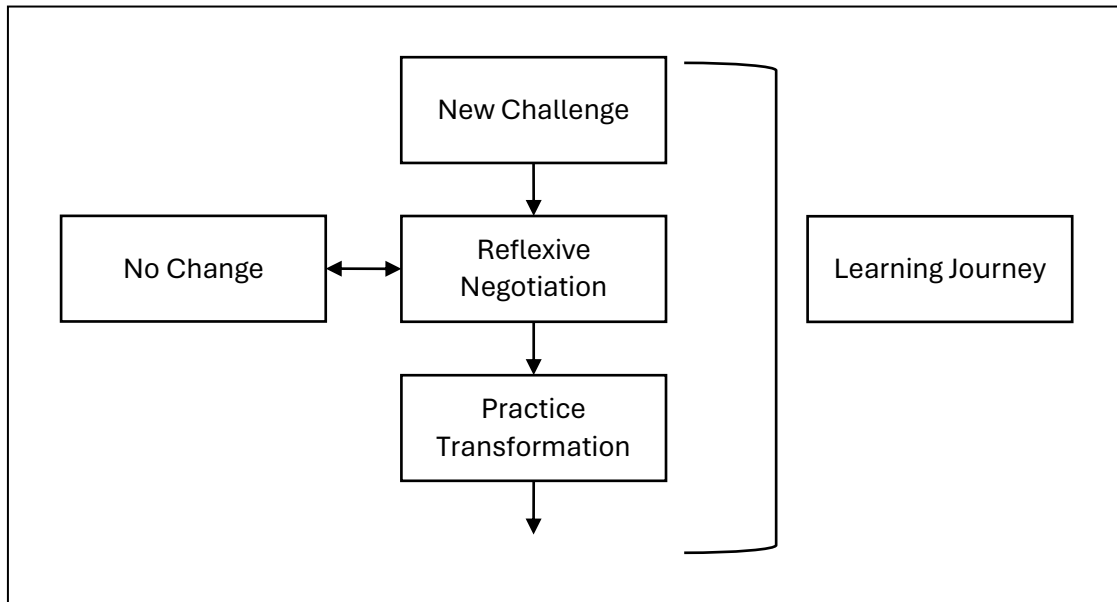 New Challenge
No Change
Reflexive
Negotiation
Learning Journey
Practice
Transformation